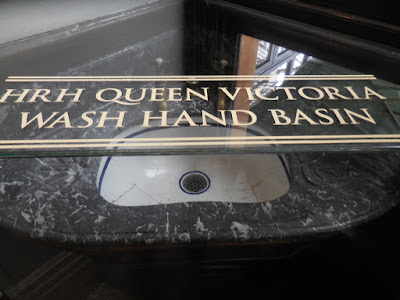 HRH QUEEN VICTORIA
WASH HAND BASIN